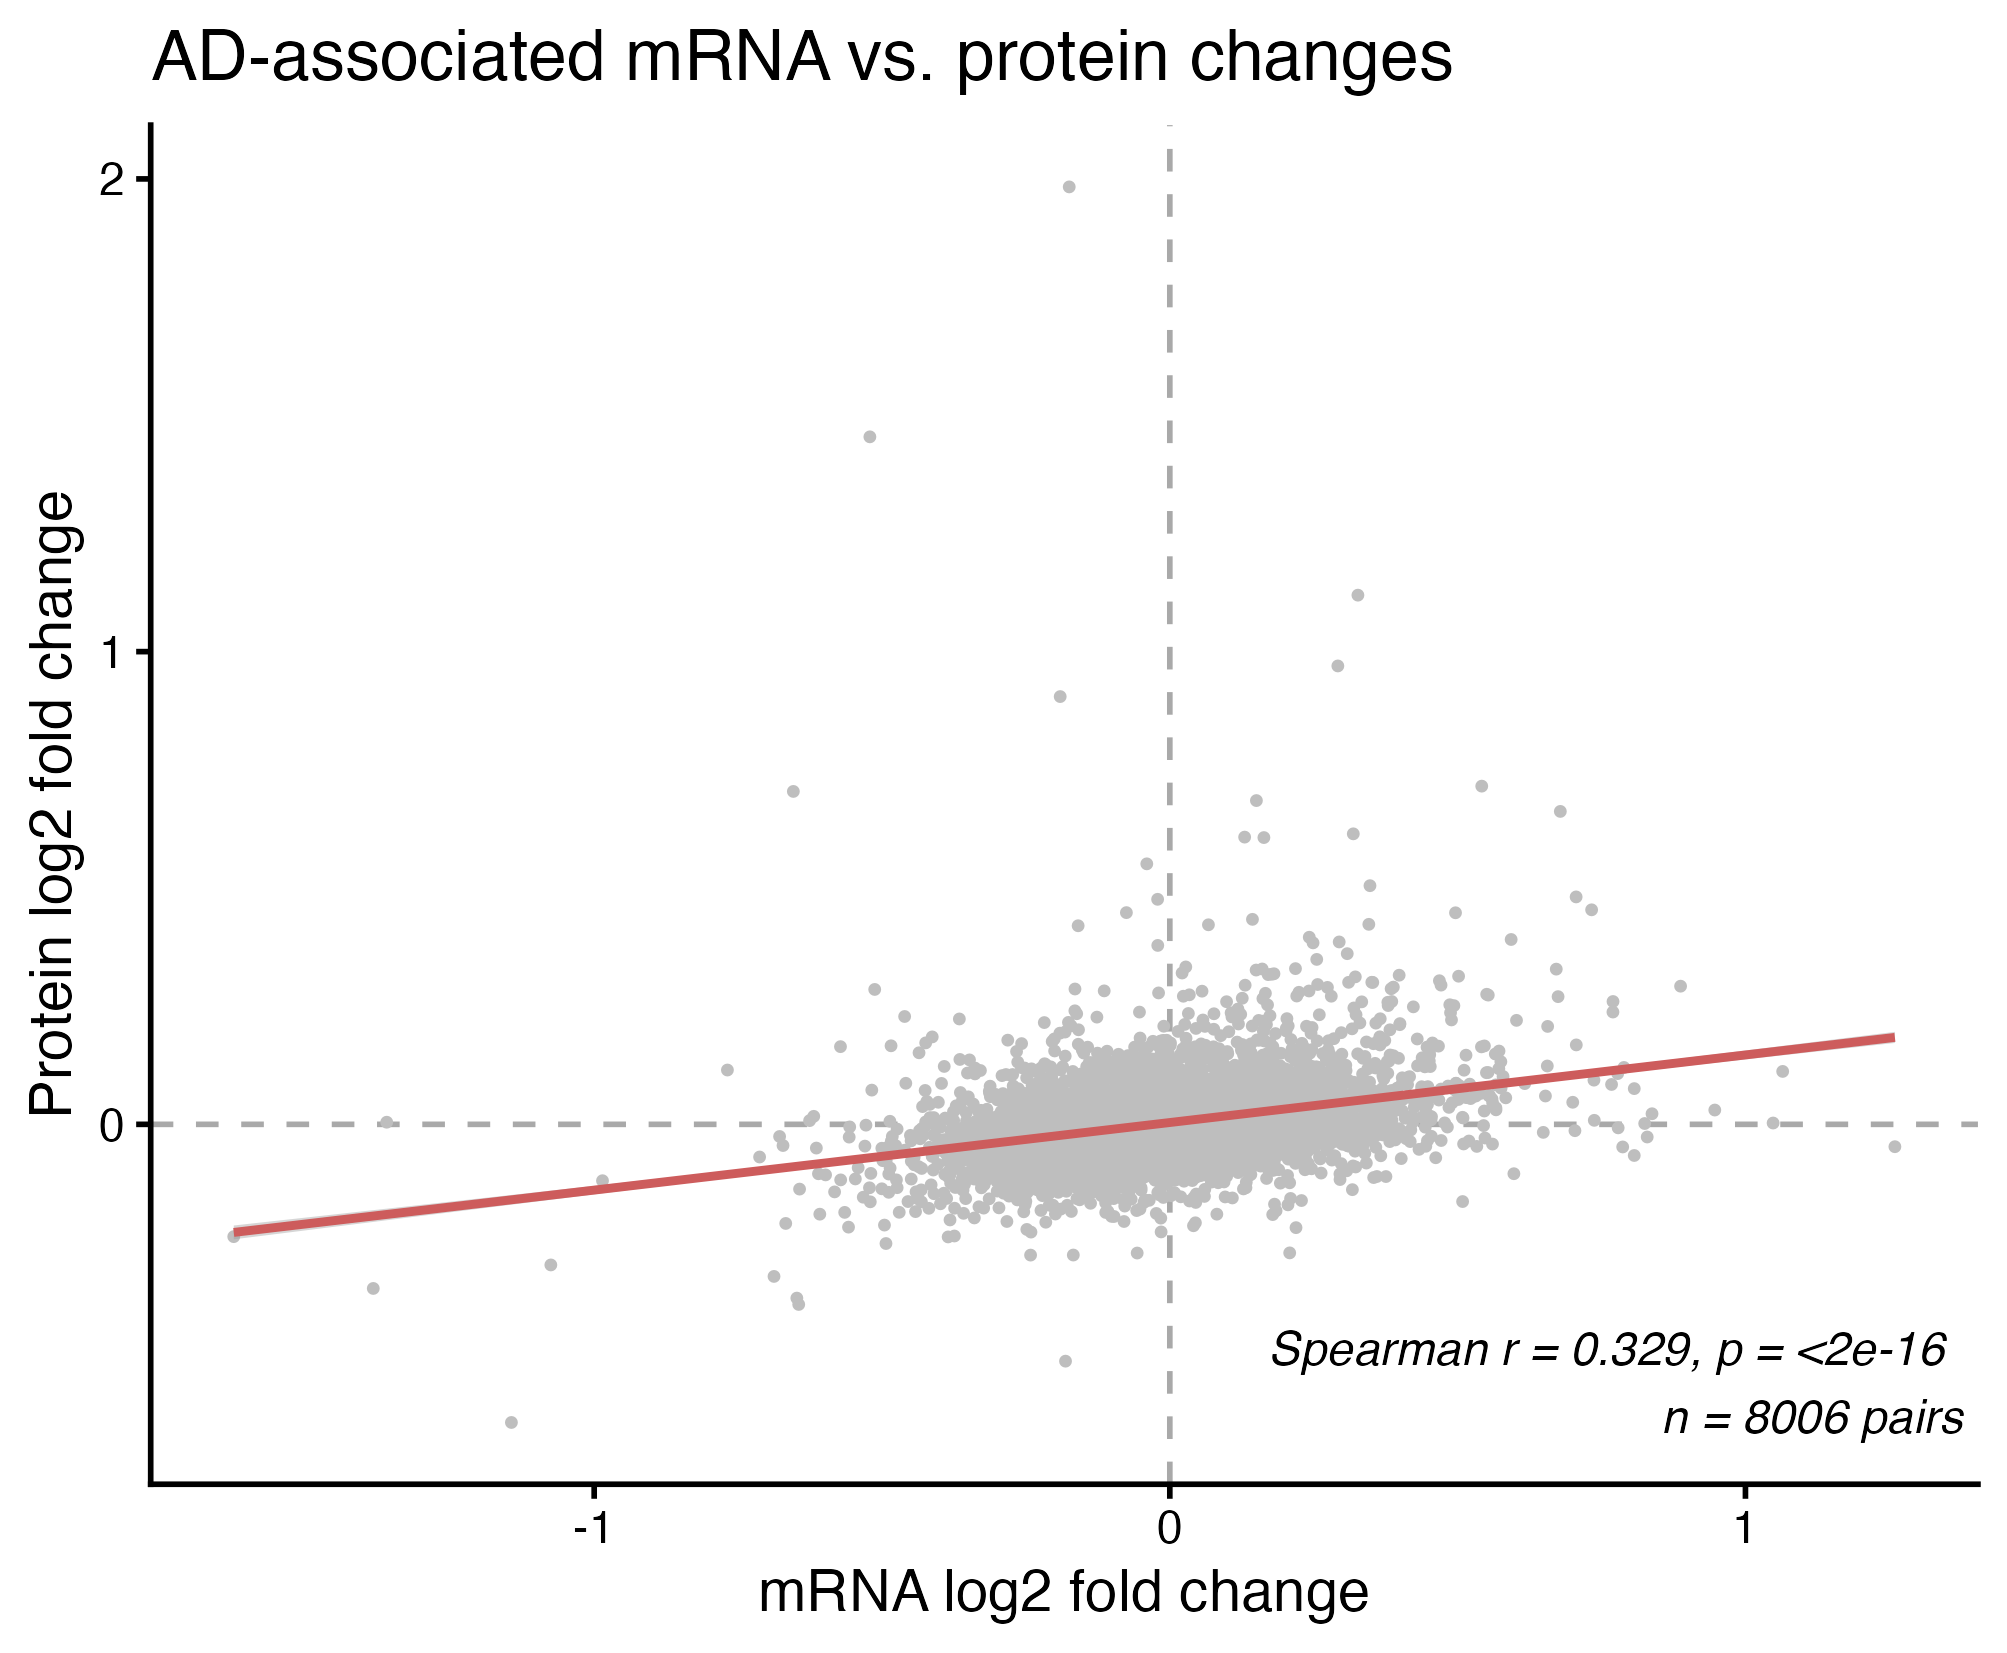 AD-associated mRNA vs. protein changes
2
1
0
Protein log2 fold change
Spearman r = 0.329, p = <2e-16
n = 8006 pairs
-1 0 1
mRNA log2 fold change